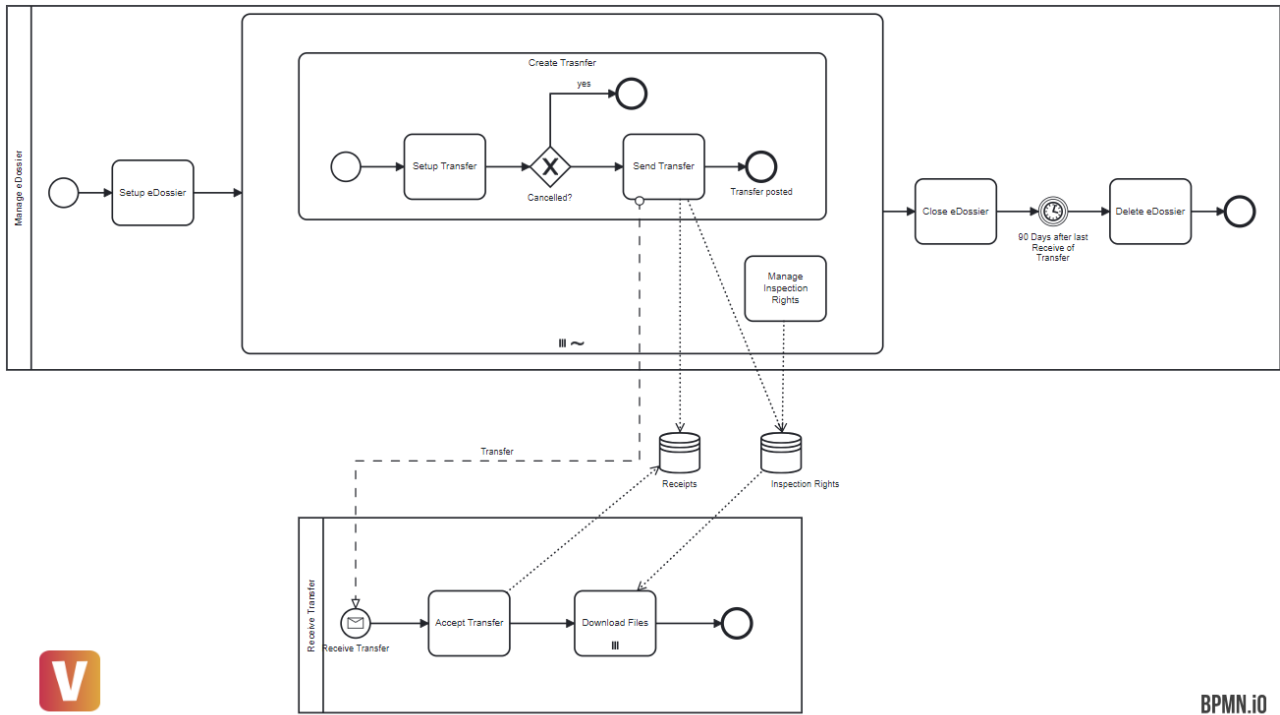 Manage eDossier
Setup eDossier
Create Trasnfer
yes
Setup Transfer
Cancelled?
Send Transfer
Transfer posted
Manage
Inspection
Rights
Close eDossier
90 Days after last
Receive of
Transfer
Delete eDossier
Transfer
Receipts
Inspection Rights
Receive Transfer
Receive Transfer
Accept Transfer
Download Files
V
BPMN.iO